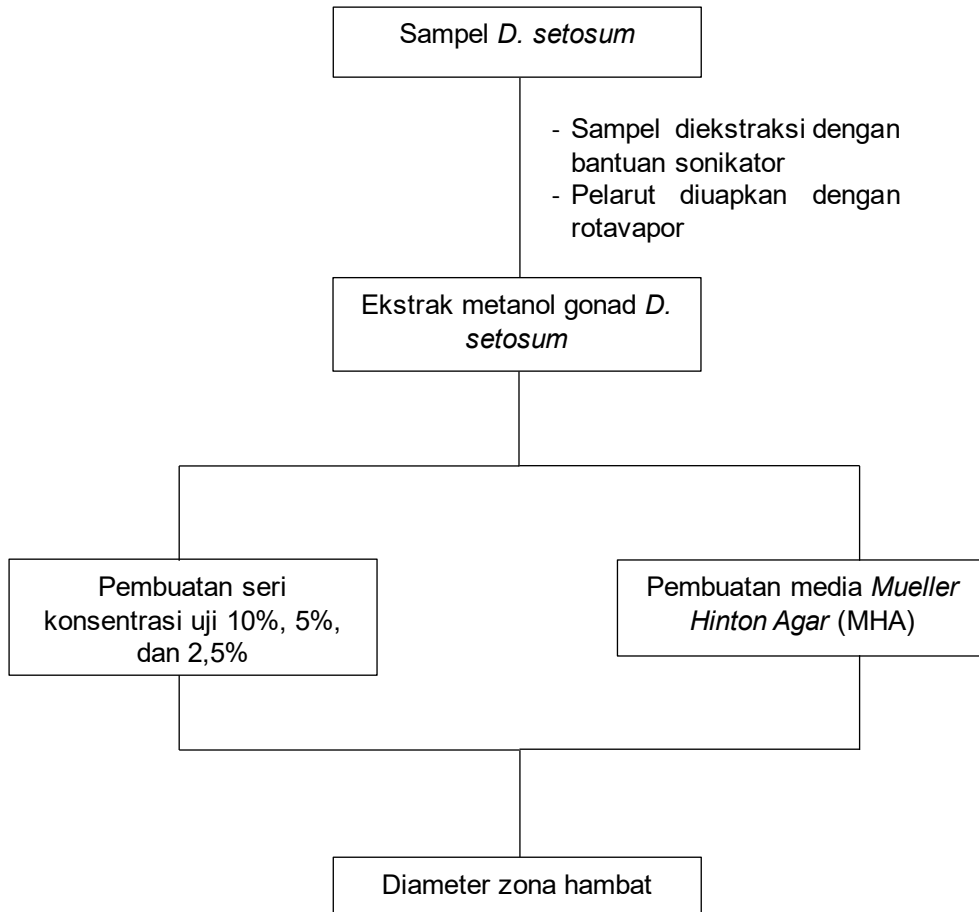 Sampel D. setosum
- Sampel diekstraksi dengan
bantuan sonikator
- Pelarut diuapkan dengan
rotavapor
Ekstrak metanol gonad D.
setosum
Pembuatan seri
konsentrasi uji 10%, 5%,
dan 2,5%
Pembuatan media Mueller
Hinton Agar (MHA)
Diameter zona hambat